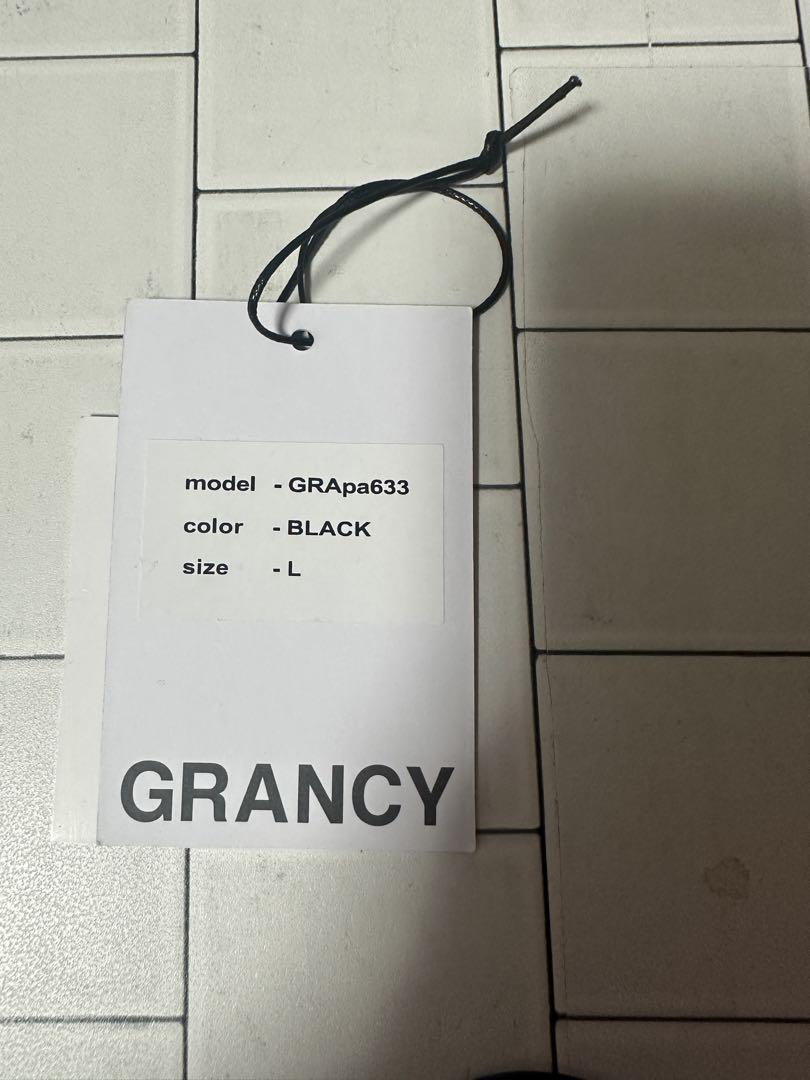 model - GRApa633
color - BLACK
size - L
GRANCY